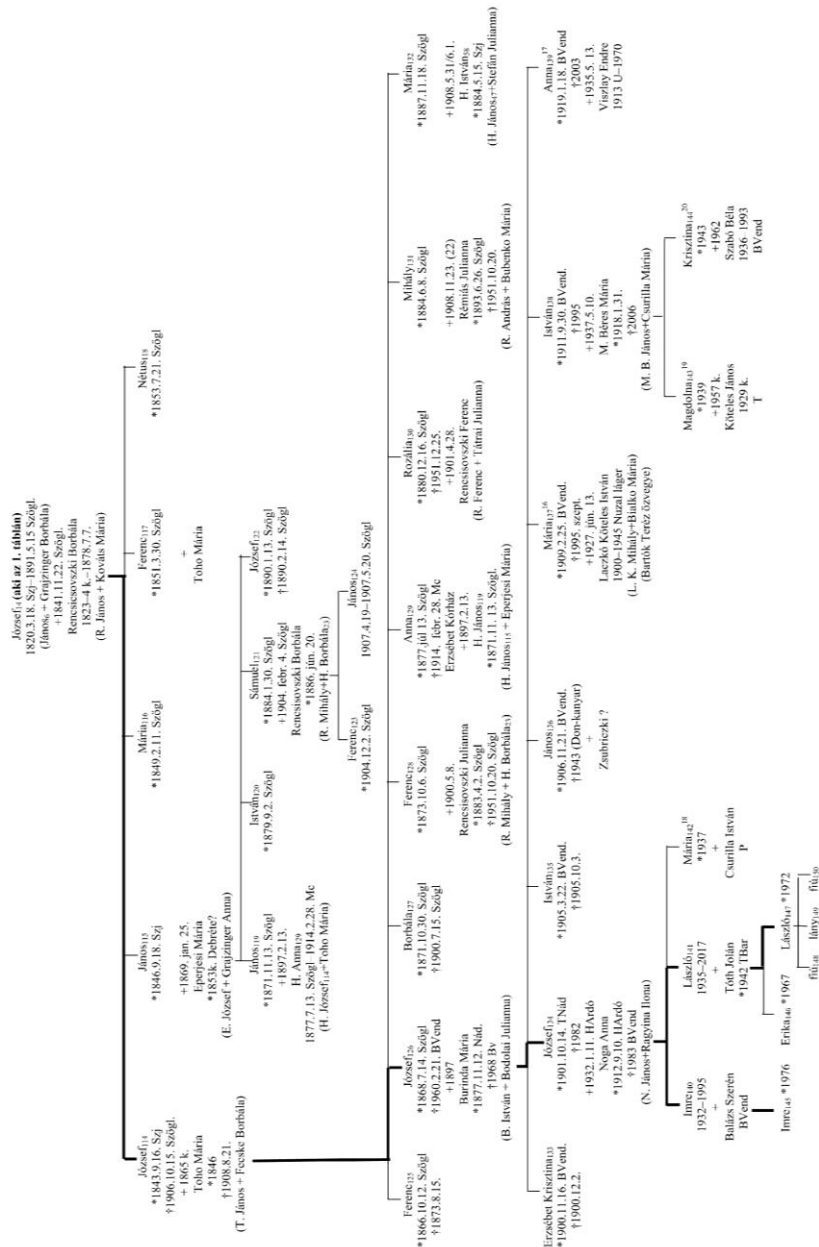 József₁₄ (aki az 1. táblán)
1820.3.18. Szj–1891.5.15 Szögl.
(János₆ + Grajzinger Borbála)
+1841.11.22. Szögl.
Rencsicsovszki Borbála
1823–4 k.–1878.7.7.
(R. János + Kováts Mária)
József₁₁₄
*1843.9.16. Szj
†1906.10.15. Szögl.
+ 1865 k.
Toho Mária
*1846
†1908.8.21.
(T. János + Fecske Borbála)
János₁₁₅
*1846.9.18. Szj
+1869. jan. 25.
Eperjesi Mária
*1853k. Debréte?
(E. József + Grajzinger Anna)
Mária₁₁₆
*1849.2.11. Szögl
Ferenc₁₁₇
*1851.3.30. Szögl
+
Toho Mária
Nétus₁₁₈
*1853.7.21. Szögl
János₁₁₉
*1871.11.13. Szögl
+1897.2.13.
H. Anna₁₂₉
1877.7.13. Szögl–1914.2.28. Mc
(H. József₁₁₄+Toho Mária)
István₁₂₀
*1879.9.2. Szögl
Sámuel₁₂₁
*1884.1.30. Szögl
+1904. febr. 4. Szögl
Rencsisovszki Borbála
*1886. jún. 20.
(R. Mihály+H. Borbála₂₃)
József₁₂₂
*1890.1.13. Szögl
†1890.2.14. Szögl
Ferenc₁₂₃
*1904.12.2. Szögl
János₁₂₄
1907.4.19–1907.5.20. Szögl
Ferenc₁₂₅
*1866.10.12. Szögl
†1873.8.15.
József₁₂₆
*1868.7.14. Szögl
†1960.2.21. BVend
+1897
Burinda Mária
*1877.11.12. Nád.
†1968 Bv
(B. István + Bodolai Julianna)
Borbála₁₂₇
*1871.10.30. Szögl
†1900.7.15. Szögl
Ferenc₁₂₈
*1873.10.6. Szögl
+1900.5.8.
Rencsisovszki Julianna
*1883.4.2. Szögl
†1951.10.20. Szögl
(R. Mihály + H. Borbála₂₃)
Anna₁₂₉
*1877.júl 13. Szögl
†1914. febr. 28. Mc
Erzsébet Kórház
+1897.2.13.
H. János₁₁₉
*1871.11. 13. Szögl.
(H. János₁₁₅ + Eperjesi Mária)
Rozália₁₃₀
*1880.12.16. Szögl
†1951.12.25.
+1901.4.28.
Rencsisovszki Ferenc
(R. Ferenc + Tátrai Julianna)
Mihály₁₃₁
*1884.6.8. Szögl
+1908.11.23. (22)
Rémiás Julianna
*1893.6.26. Szögl
†1951.10.20.
(R. András + Bubenko Mária)
Mária₁₃₂
*1887.11.18. Szögl
+1908.5.31/6.1.
H. István₅₈
*1884.5.15. Szj
(H. János₄₇+Stefán Julianna)
Erzsébet Krisztina₁₃₃
*1900.11.16. BVend.
†1900.12.2.
József₁₃₄
*1901.10.14. TNád
†1982
+1932.1.11. HArdó
Noga Anna
*1912.9.10. HArdó
†1983 BVend
(N. János+Ragyina Ilona)
István₁₃₅
*1905.3.22. BVend.
†1905.10.3.
János₁₃₆
*1906.11.21. BVend.
†1943 (Don-kanyar)
+
Zsubriczki ?
Mária₁₃₇¹⁶
*1909.2.25. BVend.
†1995. szept.
+1927. jún. 13.
Laczkó Köteles István
1900–1945 Nuzal láger
(L. K. Mihály+Bialko Mária)
(Bartók Teréz özvegye)
István₁₃₈
*1911.9.30. BVend.
†1995
+1937.5.10.
M. Béres Mária
*1918.1.31.
†2006
(M. B. János+Csurilla Mária)
Anna₁₃₉¹⁷
*1919.1.18. BVend
†2003
+1935.5. 13.
Viszlay Endre
1913 U–1970
Imre₁₄₀
1932–1995
+
Balázs Szerén
BVend
László₁₄₁
1935–2017
+
Tóth Jolán
*1942 TBar
Mária₁₄₂¹⁸
*1937
+
Csurilla István
P
Magdolna₁₄₃¹⁹
*1939
+1957 k.
Köteles János
1929 k.
T
Krisztina₁₄₄²⁰
*1943
+1962
Szabó Béla
1936–1993
BVend
Imre₁₄₅ *1976
Erika₁₄₆ *1967
László₁₄₇ *1972
fiú₁₄₈
lány₁₄₉
fiú₁₅₀